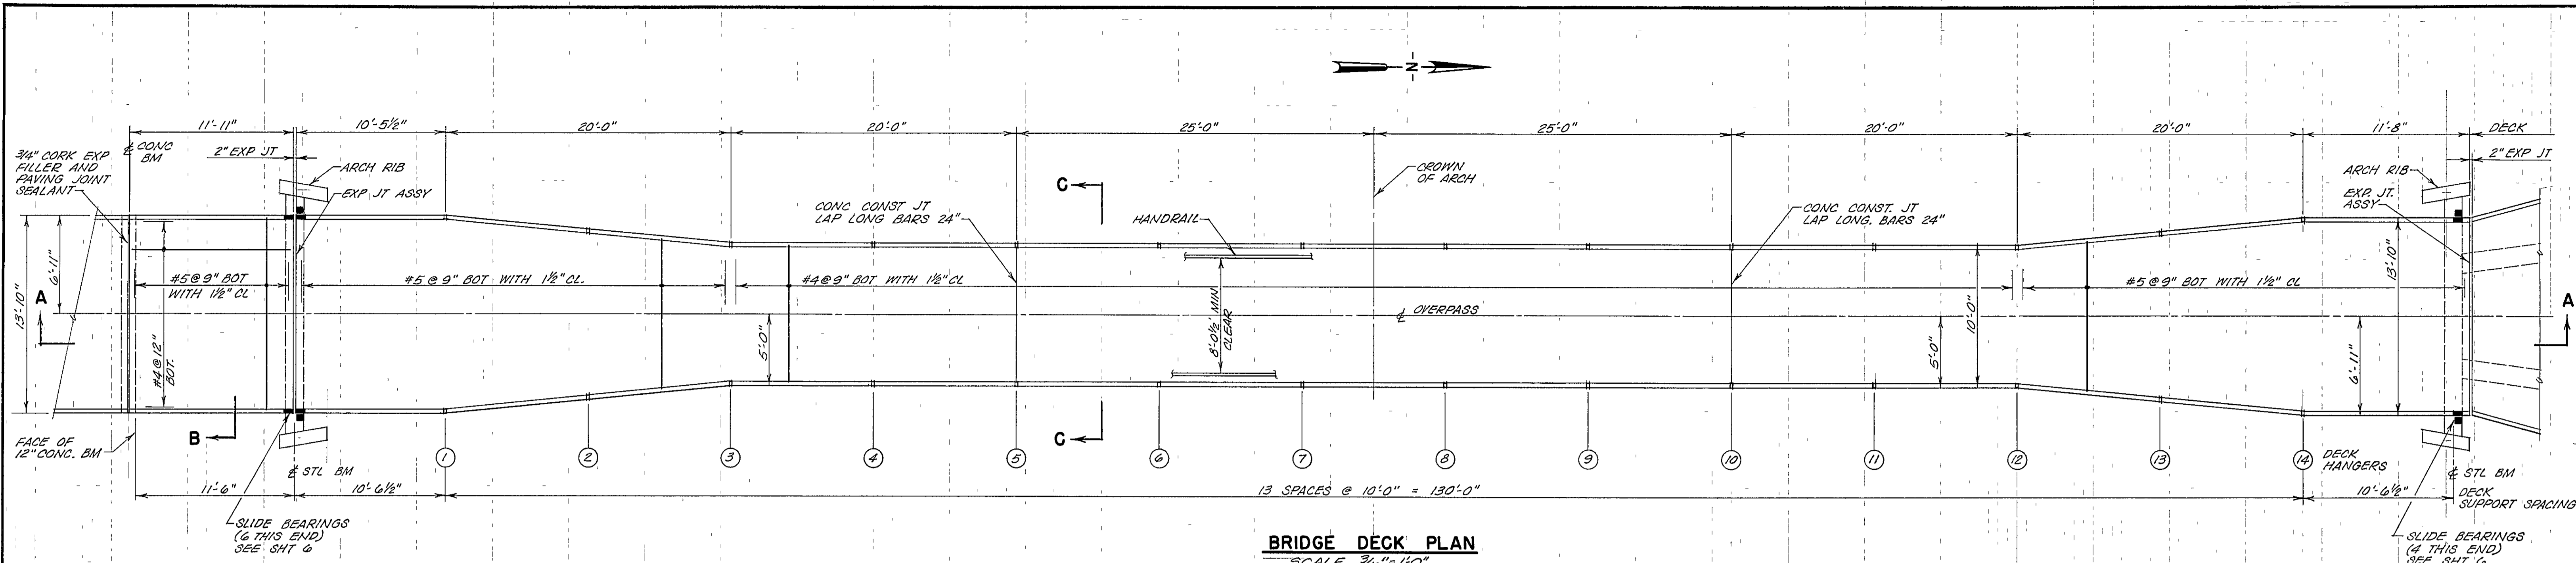 N
11'-11"
10'-5½"
20'-0"
20'-0"
25'-0"
25'-0"
20'-0"
20'-0"
11'-8"
DECK
¾" CORK EXP
FILLER AND
PAVING JOINT
SEALANT
℄ CONC
BM
2" EXP JT
ARCH RIB
EXP JT ASSY
CROWN
OF ARCH
2" EXP JT
ARCH RIB
EXP. JT.
ASSY
C
CONC CONST JT
LAP LONG BARS 24"
HANDRAIL
CONC CONST. JT
LAP LONG. BARS 24"
13'-10"
6'-11"
A
#5@9" BOT
WITH 1½" CL
#5@9" BOT WITH 1½" CL.
#4@9" BOT WITH 1½" CL
#5@9" BOT WITH 1½" CL
13'-10"
A
#4@12"
BOT.
5'-0"
8'-0½" MIN
CLEAR
℄ OVERPASS
5'-0"
10'-0"
6'-11"
B
C
FACE OF
12" CONC. BM
1
2
3
4
5
6
7
8
9
10
11
12
13
14
DECK
HANGERS
℄ STL BM
℄ STL BM
11'-6"
10'-6½"
13 SPACES @ 10'-0" = 130'-0"
10'-6½"
DECK
SUPPORT SPACING
SLIDE BEARINGS
(6 THIS END)
SEE SHT 6
SLIDE BEARINGS
(4 THIS END)
SEE SHT 6
BRIDGE DECK PLAN